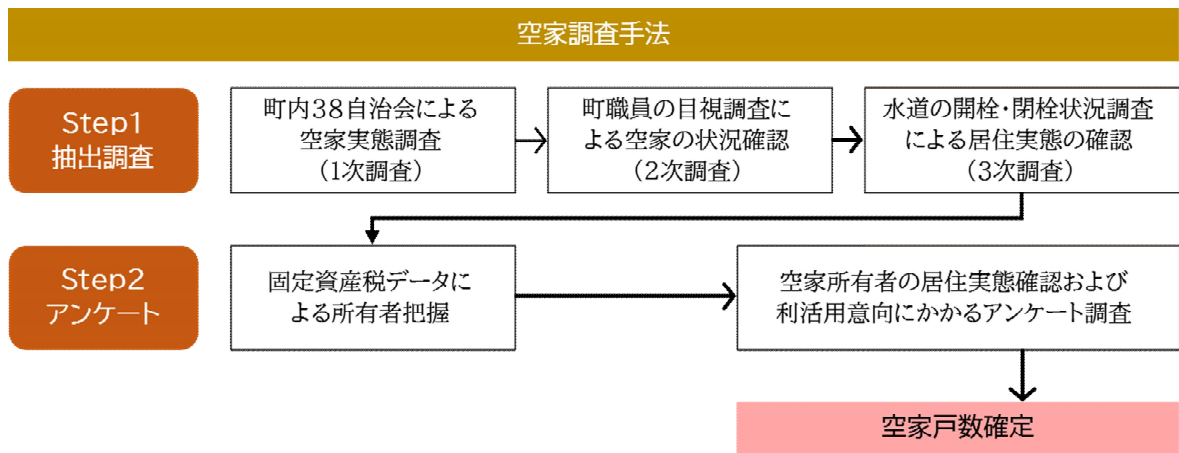 空家調査手法
Step1
抽出調査
町内38自治会による
空家実態調査
(1次調査)
町職員の目視調査に
よる空家の状況確認
(2次調査)
水道の開栓・閉栓状況調査
による居住実態の確認
(3次調査)
Step2
アンケート
固定資産税データに
よる所有者把握
空家所有者の居住実態確認および
利活用意向にかかるアンケート調査
空家戸数確定